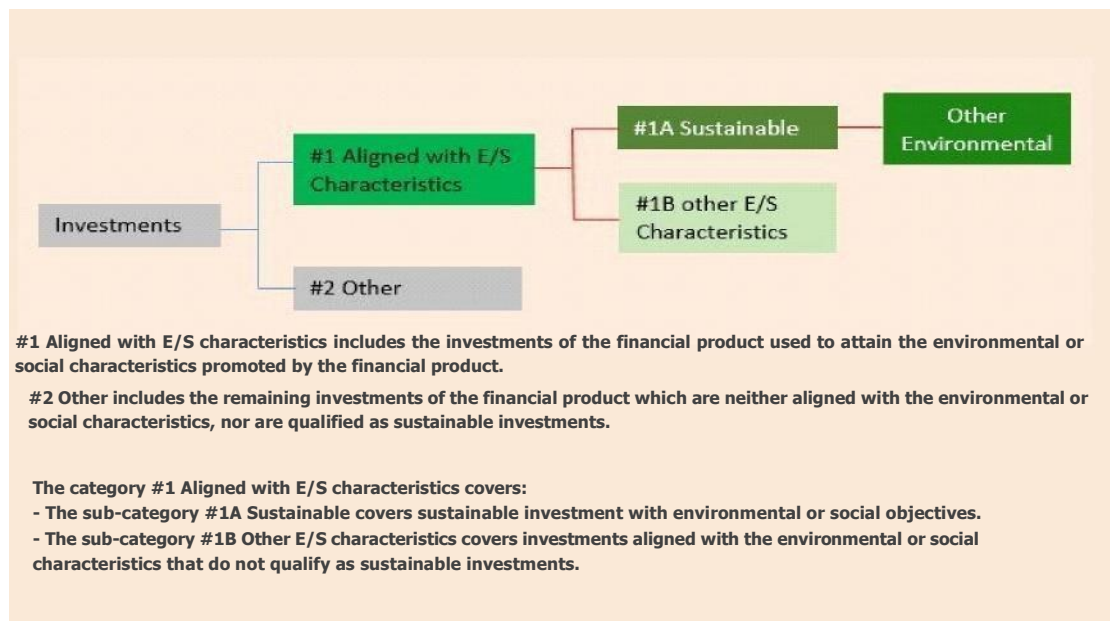 Other
Environmental
#1A Sustainable
#1 Aligned with E/S
Characteristics
#1B other E/S
Characteristics
Investments
#2 Other
#1 Aligned with E/S characteristics includes the investments of the financial product used to attain the environmental or
social characteristics promoted by the financial product.
#2 Other includes the remaining investments of the financial product which are neither aligned with the environmental or
social characteristics, nor are qualified as sustainable investments.
The category #1 Aligned with E/S characteristics covers:
- The sub-category #1A Sustainable covers sustainable investment with environmental or social objectives.
- The sub-category #1B Other E/S characteristics covers investments aligned with the environmental or social
characteristics that do not qualify as sustainable investments.